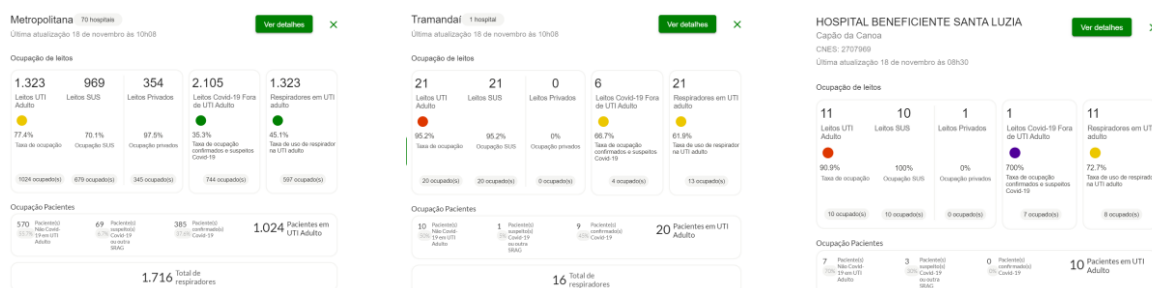 Metropolitana 70 hospitais
Ver detalhes
Última atualização 18 de novembro às 10h08
Ocupação de leitos
1.323 969 354 2.105 1.323
Leitos UTI Adulto Leitos SUS Leitos Privados Leitos Covid-19 Fora de UTI Adulto Respiradores em UTI adulto
77.4% 70.1% 97.5% 35.3% 45.1%
Taxa de ocupação Ocupação SUS Ocupação privados Taxa de ocupação confirmados e suspeitos Covid-19 Taxa de uso de respirador na UTI adulto
1024 ocupado(s) 679 ocupado(s) 345 ocupado(s) 744 ocupado(s) 597 ocupado(s)
Ocupação Pacientes
570 Paciente(s) Não Covid-19 em UTI Adulto
69 Paciente(s) suspeito(s) Covid-19 ou outra SRAG
385 Paciente(s) confirmado(s) Covid-19
1.024 Pacientes em UTI Adulto
1.716 Total de respiradores
Tramandaí 1 hospital
Ver detalhes
Última atualização 18 de novembro às 10h08
Ocupação de leitos
21 21 0 6 21
Leitos UTI Adulto Leitos SUS Leitos Privados Leitos Covid-19 Fora de UTI Adulto Respiradores em UTI adulto
95.2% 95.2% 0% 66.7% 61.9%
Taxa de ocupação Ocupação SUS Ocupação privados Taxa de ocupação confirmados e suspeitos Covid-19 Taxa de uso de respirador na UTI adulto
20 ocupado(s) 20 ocupado(s) 0 ocupado(s) 4 ocupado(s) 13 ocupado(s)
Ocupação Pacientes
10 Paciente(s) Não Covid-19 em UTI Adulto
1 Paciente(s) suspeito(s) Covid-19 ou outra SRAG
9 Paciente(s) confirmado(s) Covid-19
20 Pacientes em UTI Adulto
16 Total de respiradores
HOSPITAL BENEFICIENTE SANTA LUZIA
Ver detalhes
Capão da Canoa
CNES: 2707969
Última atualização 18 de novembro às 08h30
Ocupação de leitos
11 10 1 1 11
Leitos UTI Adulto Leitos SUS Leitos Privados Leitos Covid-19 Fora de UTI Adulto Respiradores em UTI adulto
90.9% 100% 0% 700% 72.7%
Taxa de ocupação Ocupação SUS Ocupação privados Taxa de ocupação confirmados e suspeitos Covid-19 Taxa de uso de respirado na UTI adulto
10 ocupado(s) 10 ocupado(s) 0 ocupado(s) 7 ocupado(s) 8 ocupado(s)
Ocupação Pacientes
7 Paciente(s) Não Covid-19 em UTI Adulto
3 Paciente(s) suspeito(s) Covid-19 ou outra SRAG
0 Paciente(s) confirmado(s) Covid-19
10 Pacientes em UTI Adulto